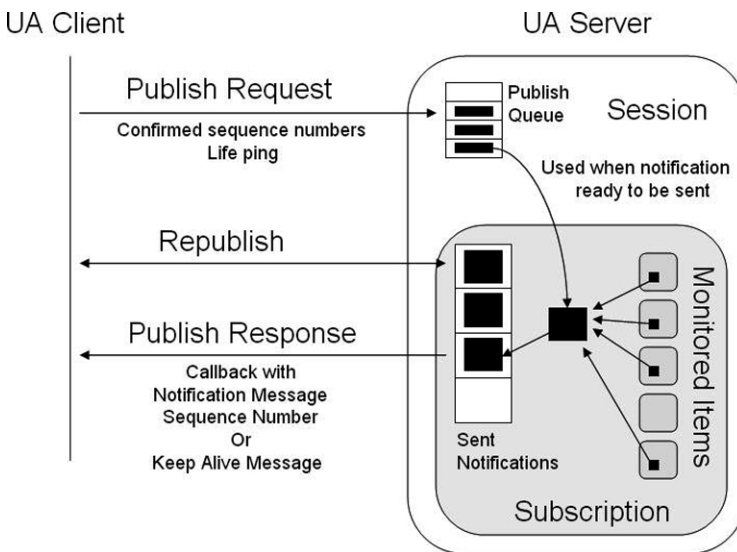 UA Client
UA Server
Publish Request
Confirmed sequence numbers
Life ping
Publish
Queue
Session
Used when notification
ready to be sent
Republish
Publish Response
Callback with
Notification Message
Sequence Number
Or
Keep Alive Message
Sent
Notifications
Monitored Items
Subscription